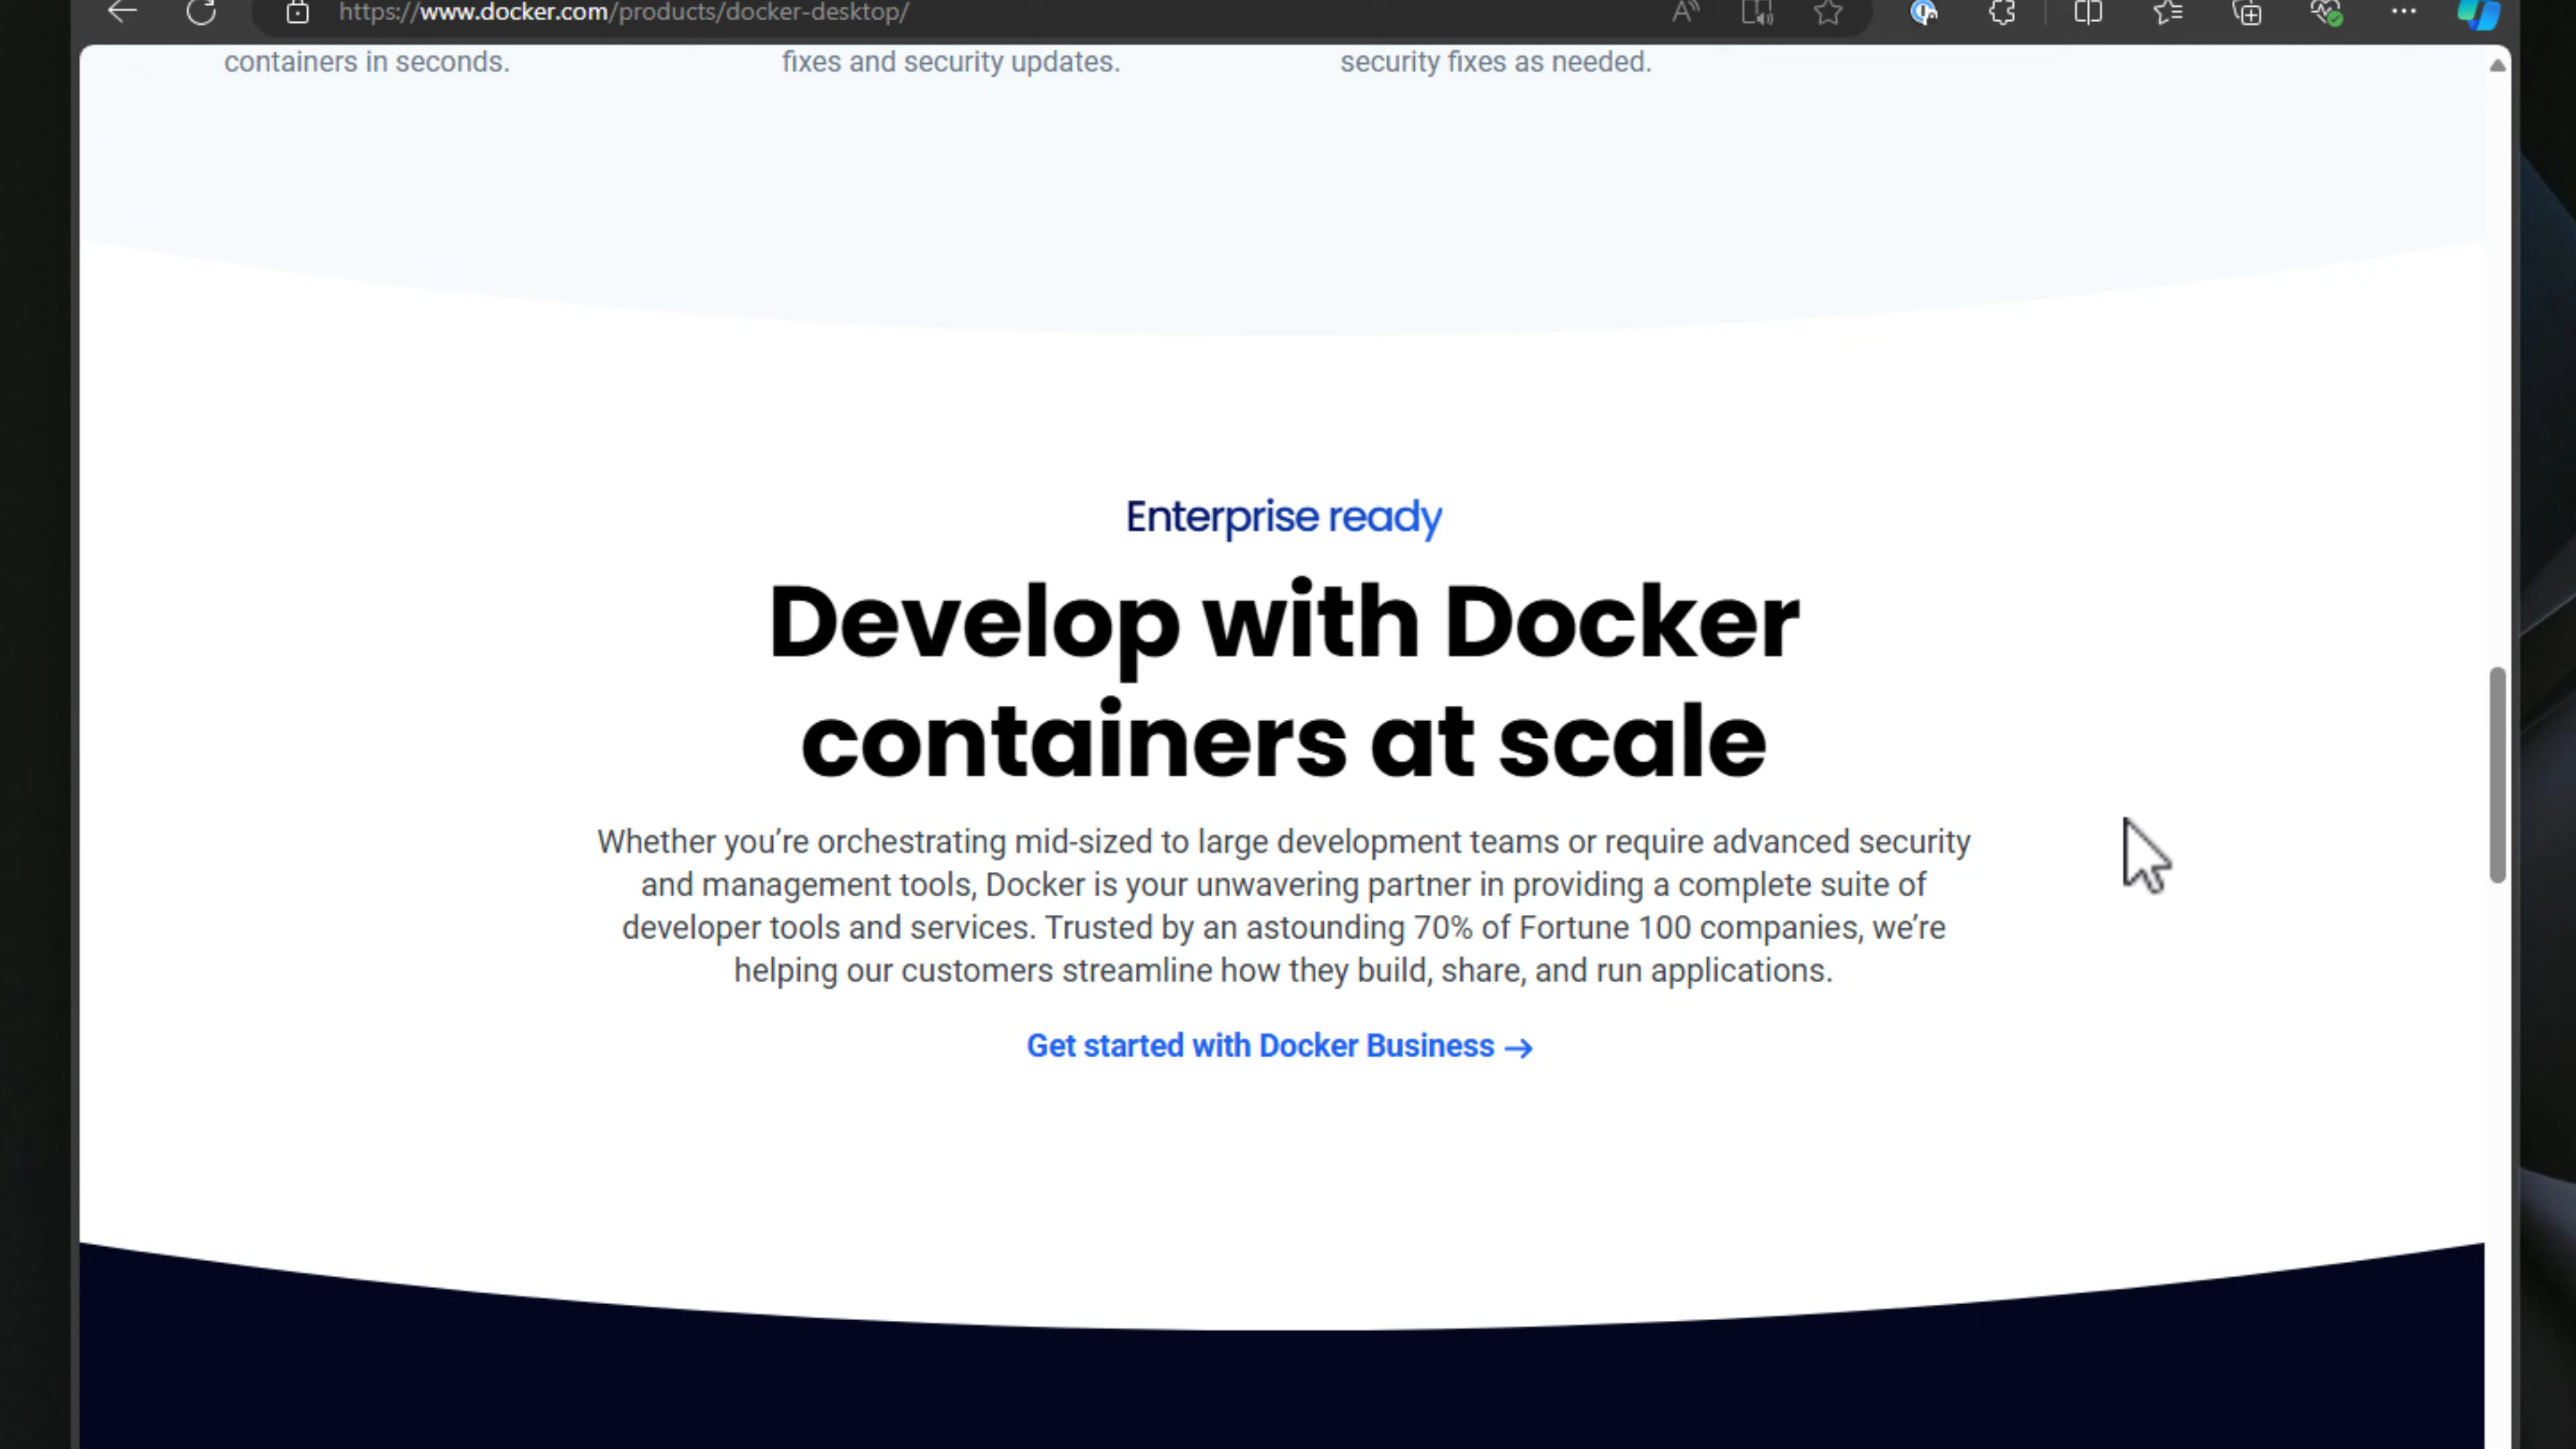 https://www.docker.com/products/docker-desktop/
containers in seconds.
fixes and security updates.
security fixes as needed.
Enterprise ready
Develop with Docker
containers at scale
Whether you’re orchestrating mid-sized to large development teams or require advanced security
and management tools, Docker is your unwavering partner in providing a complete suite of
developer tools and services. Trusted by an astounding 70% of Fortune 100 companies, we’re
helping our customers streamline how they build, share, and run applications.
Get started with Docker Business →